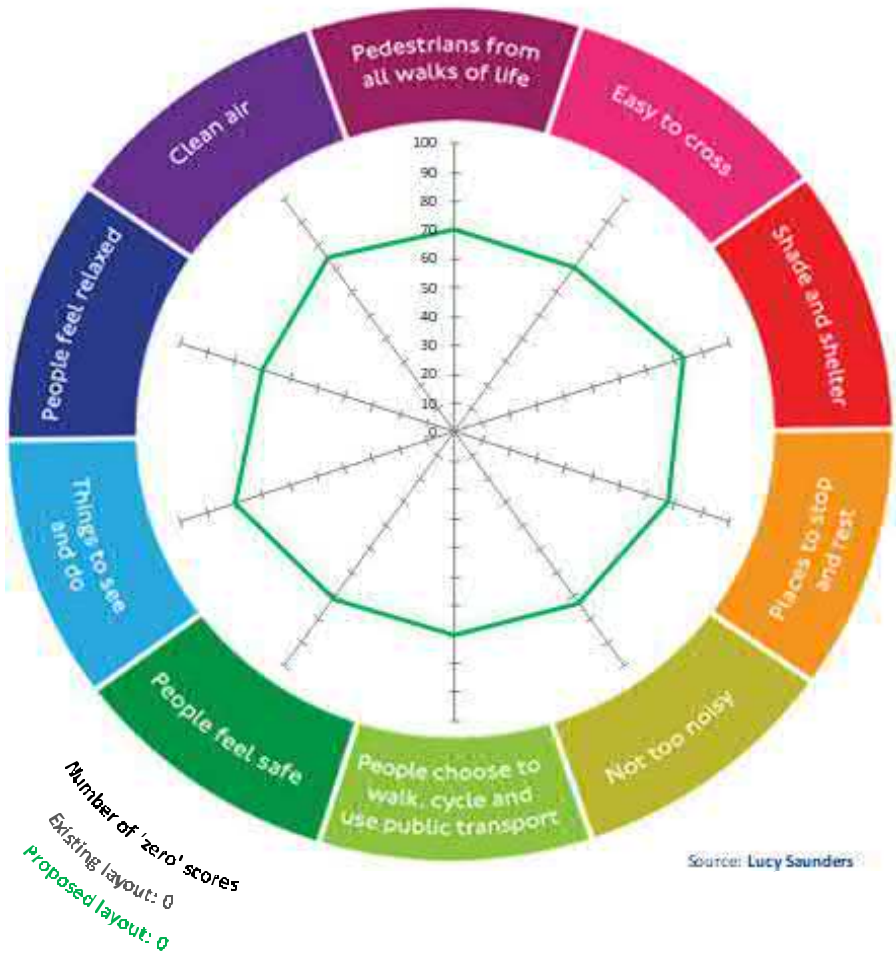 Pedestrians from
all walks of life
Easy to cross
Shade and shelter
Places to stop
and rest
Not too noisy
People choose to
walk, cycle and
use public transport
People feel safe
Things to see
and do
People feel relaxed
Clean air
100
90
80
70
60
50
40
30
20
10
0
Number of 'zero' scores
Existing layout: 0
Proposed layout: 0
Source: Lucy Saunders